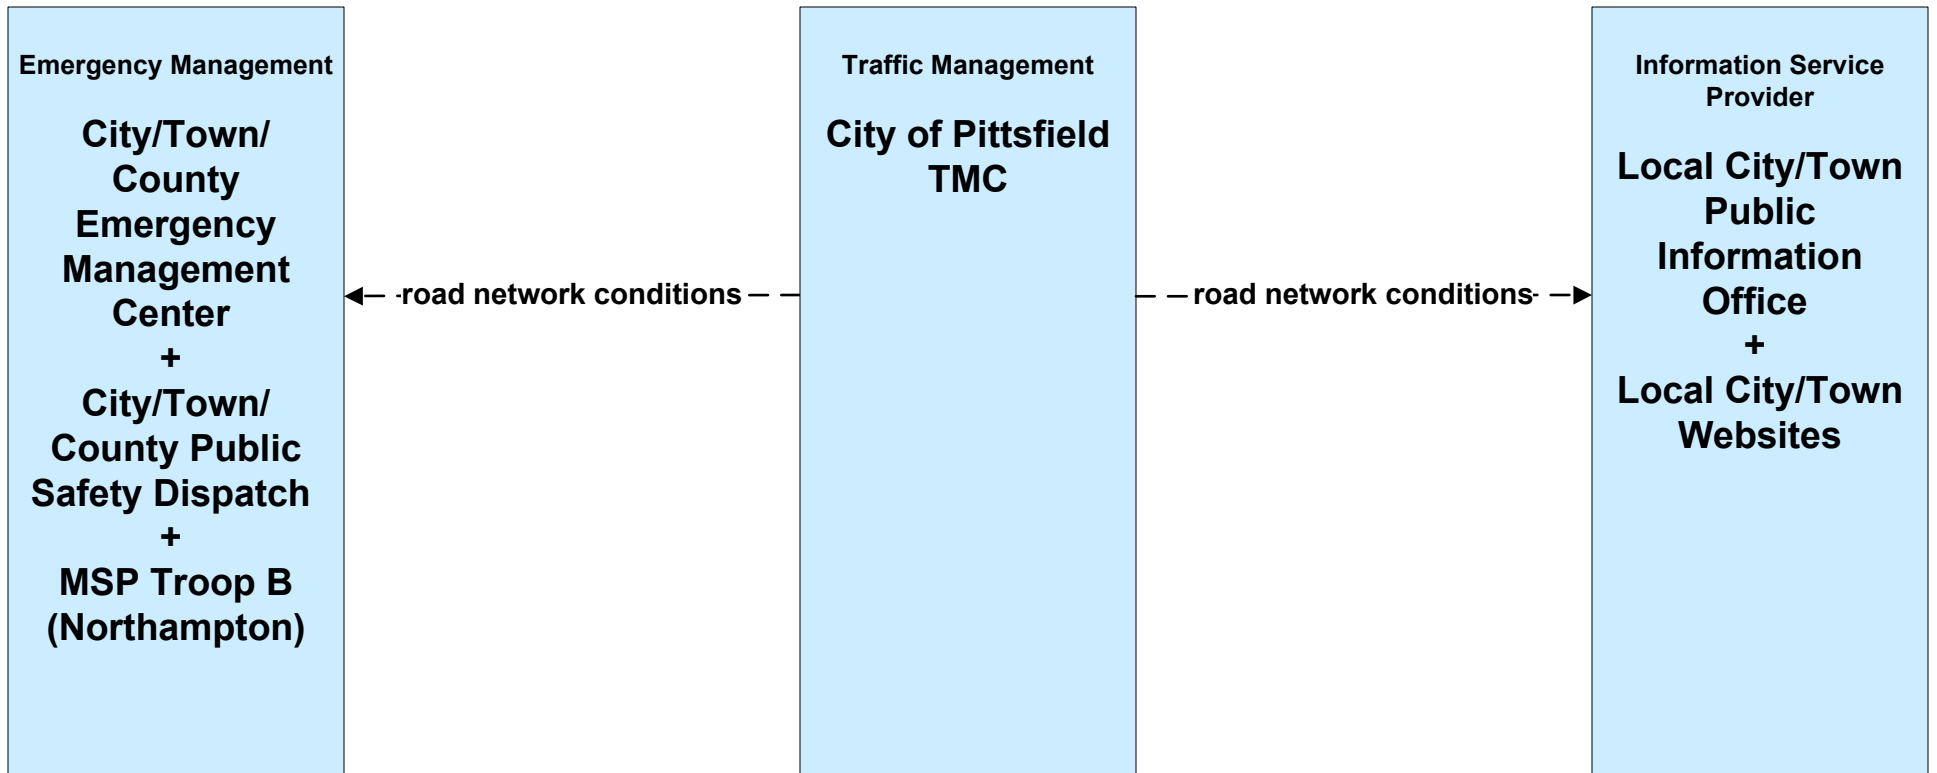 Emergency Management
City/Town/
County
Emergency
Management
Center
+
City/Town/
County Public
Safety Dispatch
+
MSP Troop B
(Northampton)
road network conditions
Traffic Management
City of Pittsfield
TMC
road network conditions
Information Service
Provider
Local City/Town
Public
Information
Office
+
Local City/Town
Websites